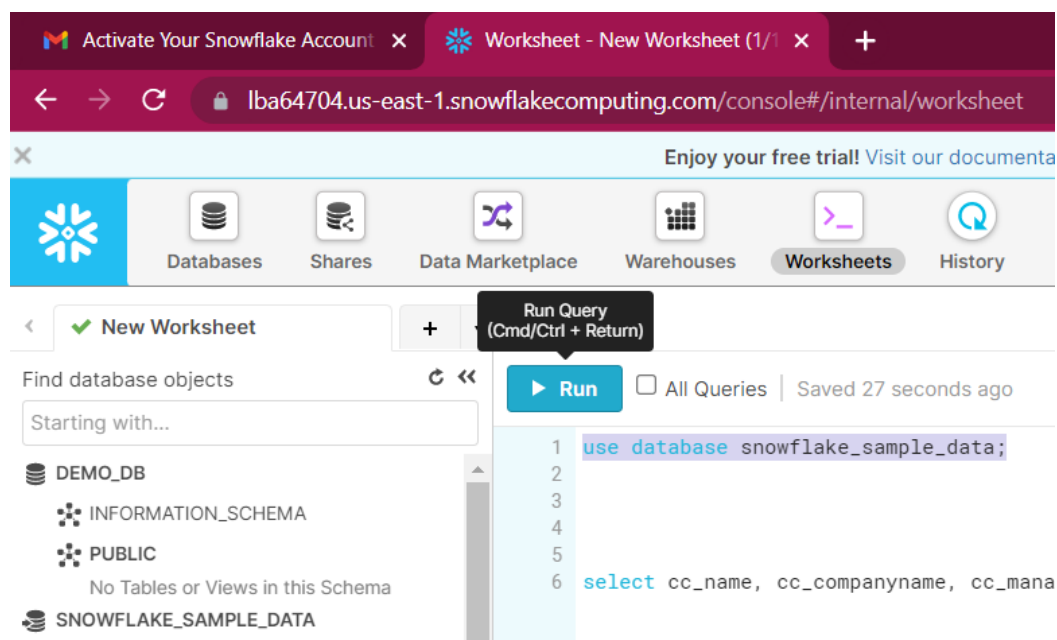 Activate Your Snowflake Account
Worksheet - New Worksheet (1/1
lba64704.us-east-1.snowflakecomputing.com/console#/internal/worksheet
Enjoy your free trial! Visit our documenta
Databases Shares Data Marketplace Warehouses Worksheets History
Run Query
(Cmd/Ctrl + Return)
New Worksheet
Find database objects
Starting with...
DEMO_DB
INFORMATION_SCHEMA
PUBLIC
No Tables or Views in this Schema
SNOWFLAKE_SAMPLE_DATA
Run All Queries Saved 27 seconds ago
1 use database snowflake_sample_data;
2
3
4
5
6 select cc_name, cc_companyname, cc_mana